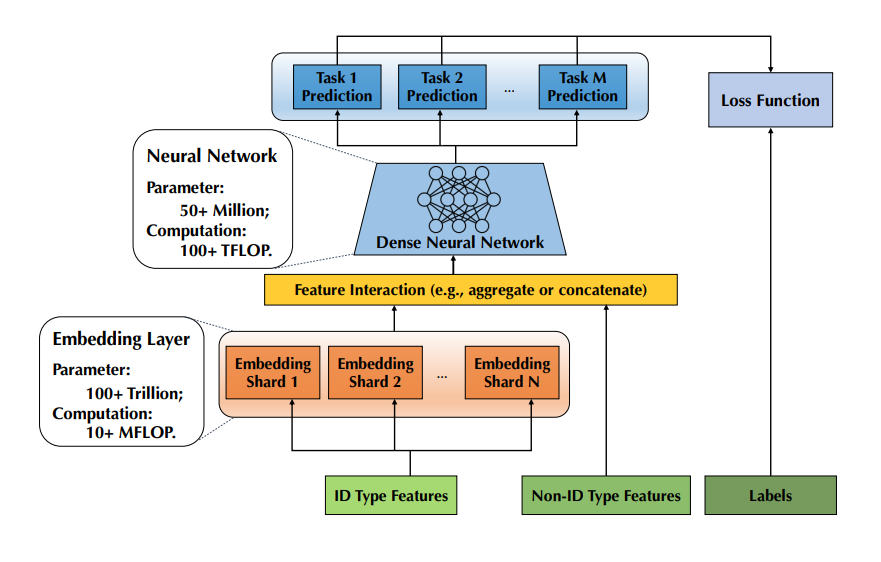 Task 1
Prediction
Task 2
Prediction
...
Task M
Prediction
Loss Function
Neural Network
Parameter:
50+ Million;
Computation:
100+ TFLOP.
Dense Neural Network
Feature Interaction (e.g., aggregate or concatenate)
Embedding Layer
Parameter:
100+ Trillion;
Computation:
10+ MFLOP.
Embedding
Shard 1
Embedding
Shard 2
...
Embedding
Shard N
ID Type Features
Non-ID Type Features
Labels